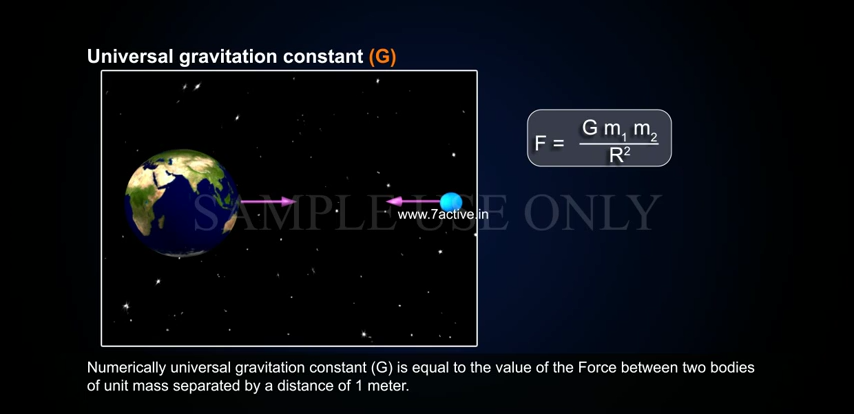 Universal gravitation constant (G)
F = G m₁ m₂ / R²
SAMPLE USE ONLY
www.7active.in
Numerically universal gravitation constant (G) is equal to the value of the Force between two bodies
of unit mass separated by a distance of 1 meter.